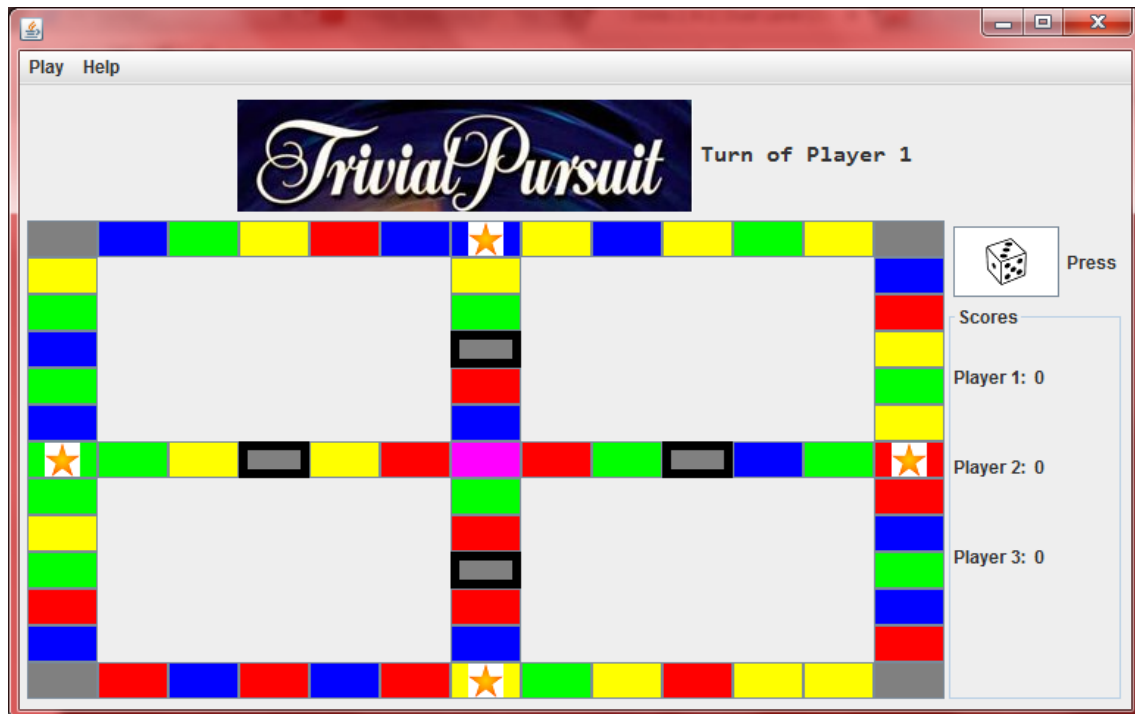 Play Help
Trivial Pursuit
Turn of Player 1
Press
Scores
Player 1: 0
Player 2: 0
Player 3: 0